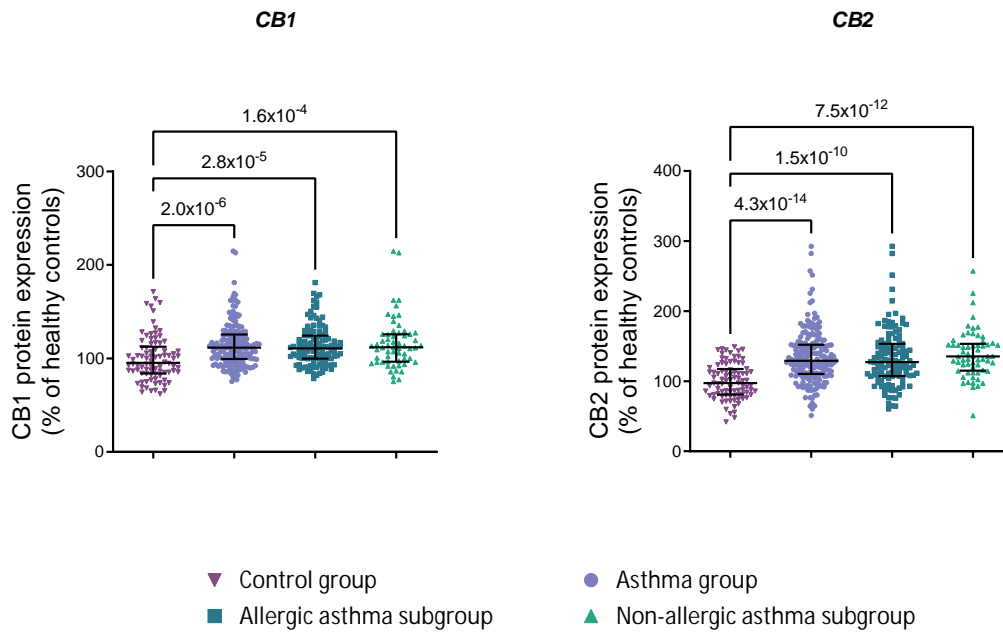 CB1
CB2
1.6x10-4
2.8x10-5
2.0x10-6
300
200
100
0
CB1 protein expression
(% of healthy controls)
7.5x10-12
1.5x10-10
4.3x10-14
400
300
200
100
0
CB2 protein expression
(% of healthy controls)
Control group
Asthma group
Allergic asthma subgroup
Non-allergic asthma subgroup